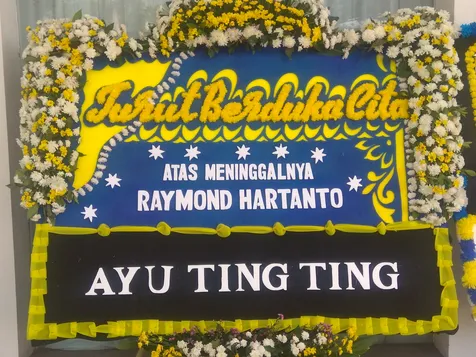 Turut Berduka Cita
ATAS MENINGGALNYA
RAYMOND HARTANTO
AYU TING TING